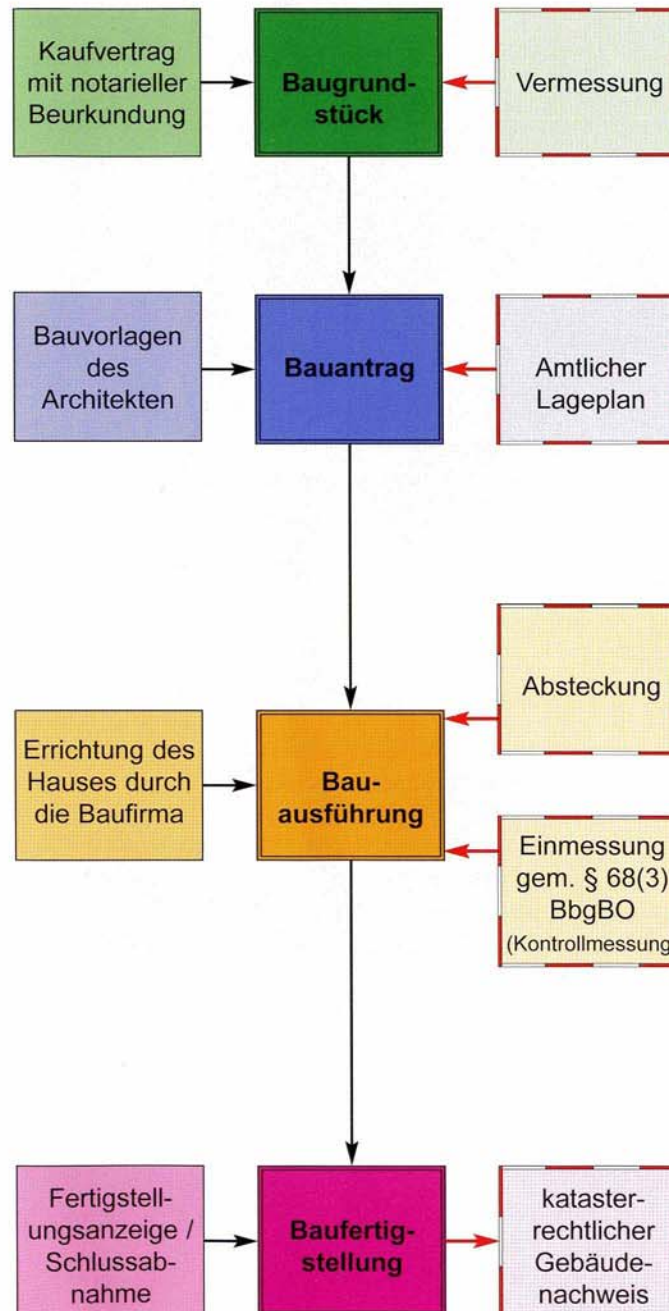 Kaufvertrag
mit notarieller
Beurkundung
Baugrund-
stück
Vermessung
Bauvorlagen
des
Architekten
Bauantrag
Amtlicher
Lageplan
Absteckung
Errichtung des
Hauses durch
die Baufirma
Bau-
ausführung
Einmessung
gem. § 68(3)
BbgBO
(Kontrollmessung
Fertigstell-
ungsanzeige /
Schlussab-
nahme
Baufertig-
stellung
kataster-
rechtlicher
Gebäude-
nachweis